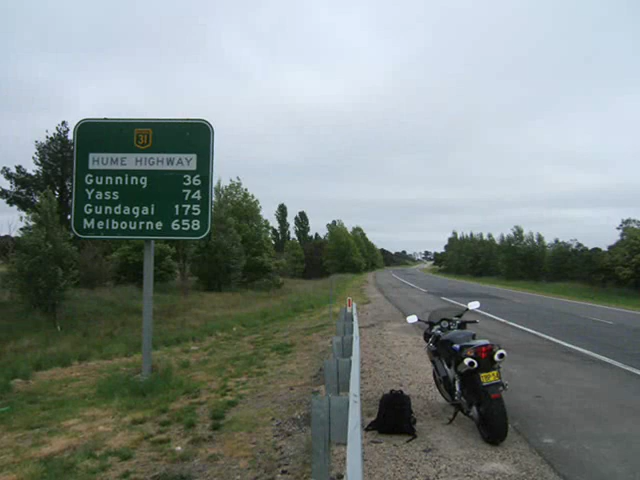 31
HUME HIGHWAY
Gunning 36
Yass 74
Gundagai 175
Melbourne 658